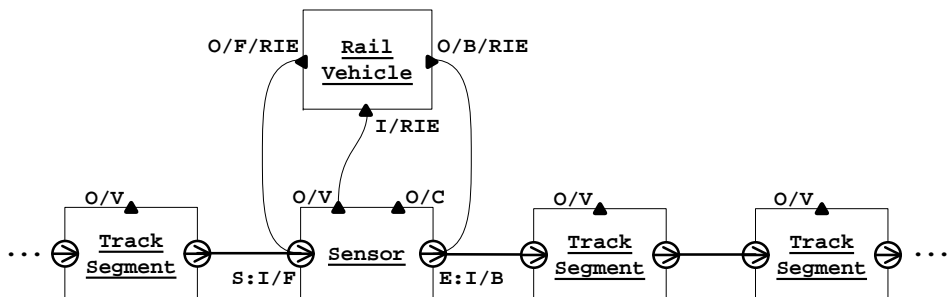 O/F/RIE
Rail
Vehicle
O/B/RIE
I/RIE
O/V
O/V
O/C
O/V
O/V
...
Track
Segment
Sensor
Track
Segment
Track
Segment
...
S:I/F
E:I/B